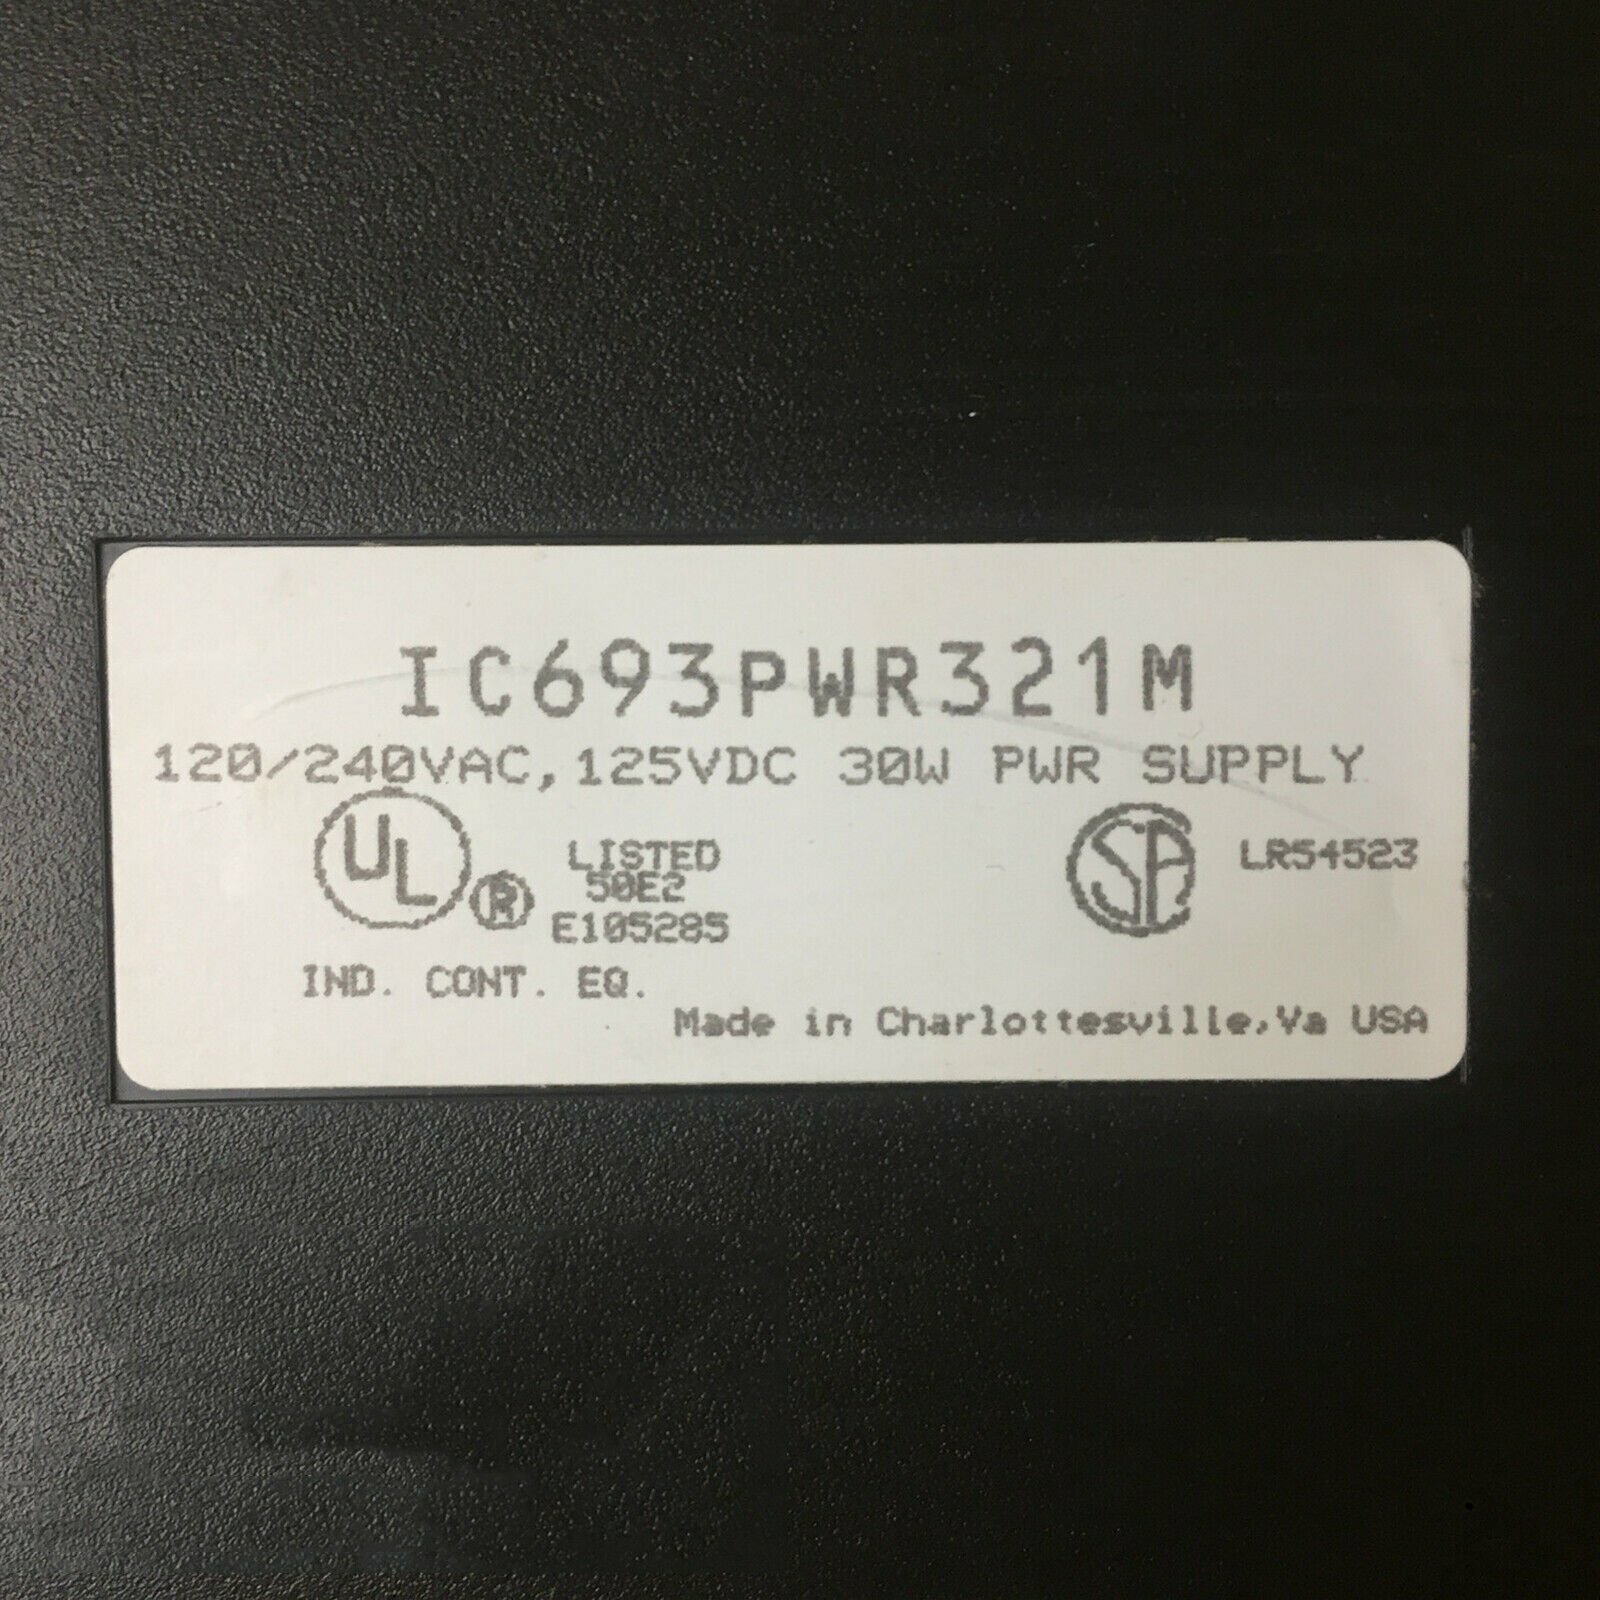 IC693PWR321M
120/240VAC,125VDC 30W PWR SUPPLY
UL ® LISTED
50E2
E105285
SA LR54523
IND. CONT. EQ.
Made in Charlottesville,Va USA